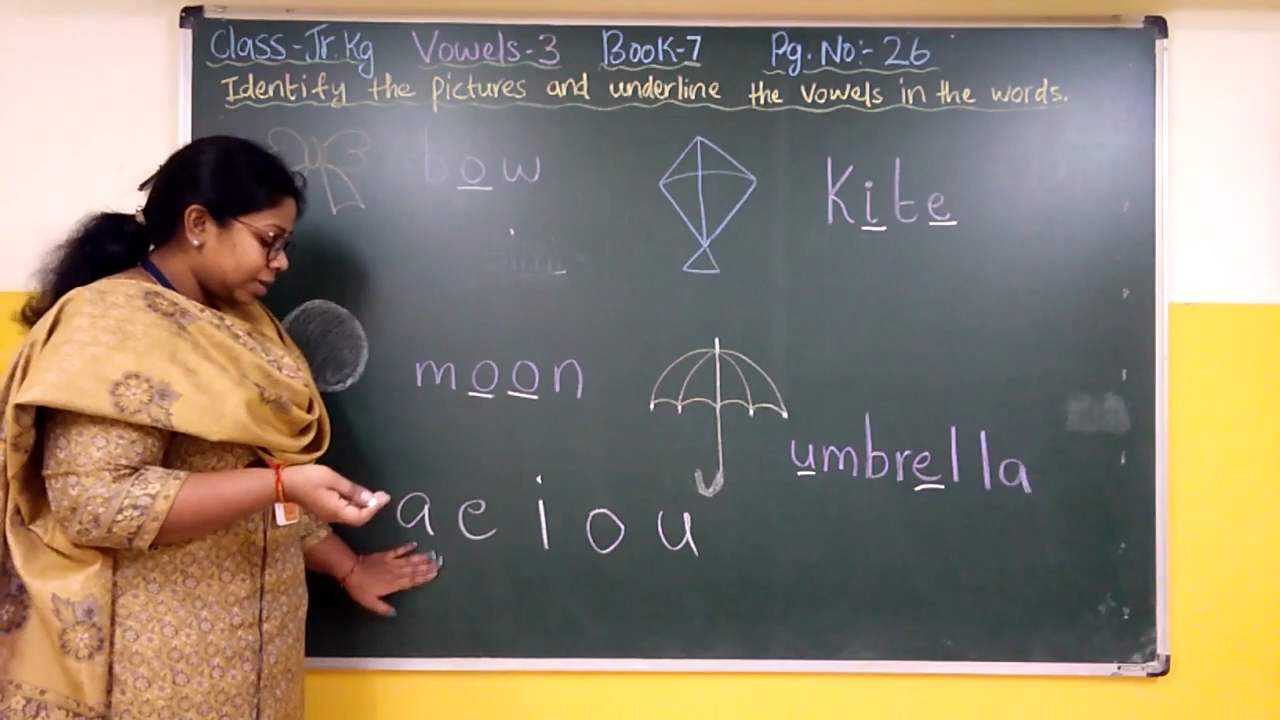 Class-Jr.Kg Vowels-3 Book-7 Pg.No:-26
Identify the pictures and underline the vowels in the words.
bow
Kite
moon
umbrella
a e i o u